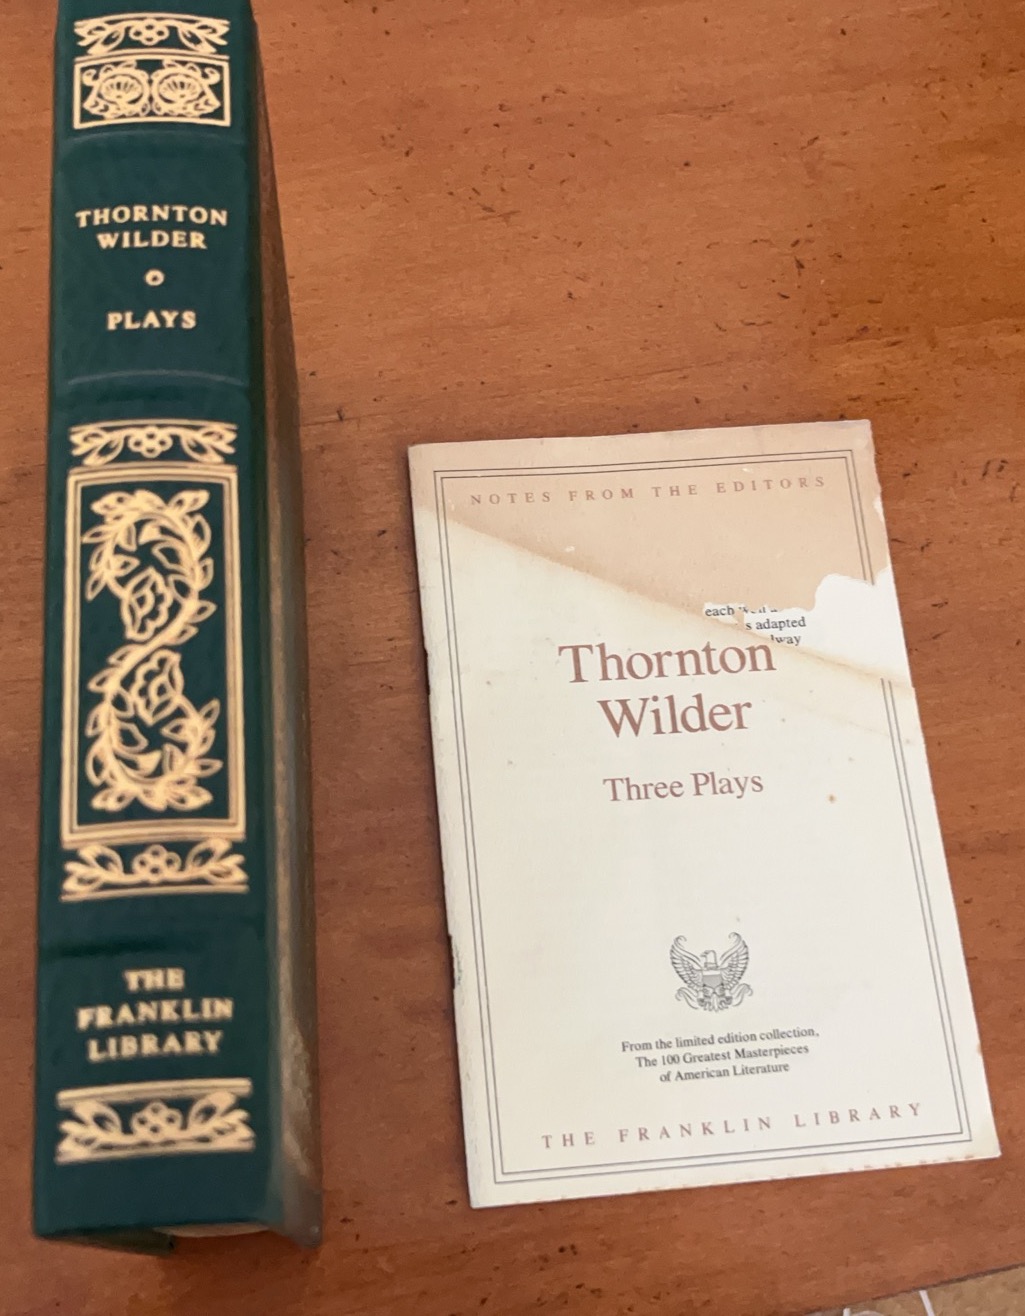 THORNTON
WILDER
PLAYS
THE
FRANKLIN
LIBRARY
NOTES FROM THE EDITORS
each
s adapted
lway
Thornton
Wilder
Three Plays
From the limited edition collection,
The 100 Greatest Masterpieces
of American Literature
THE FRANKLIN LIBRARY